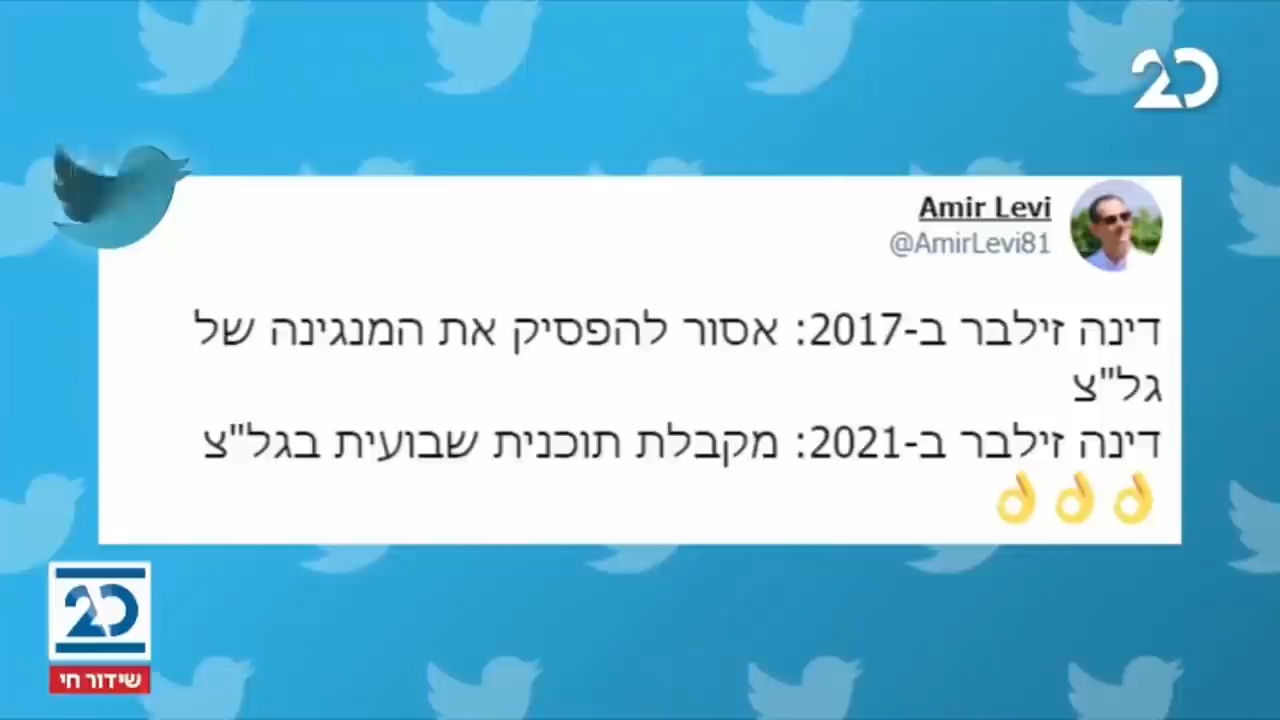 20
Amir Levi
@AmirLevi81
דינה זילבר ב-2017: אסור להפסיק את המנגינה של
גל"צ
דינה זילבר ב-2021: מקבלת תוכנית שבועית בגל"צ
👌👌👌
20
שידור חי